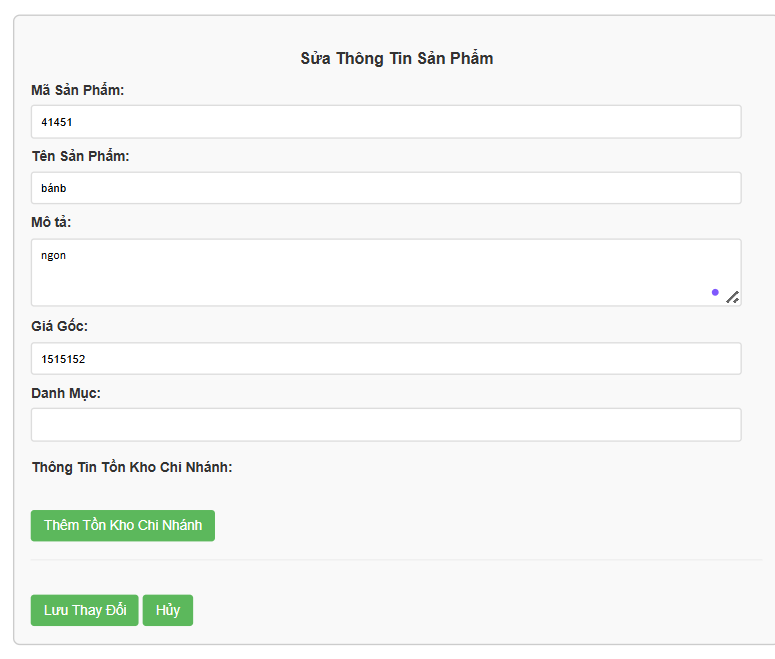 Sửa Thông Tin Sản Phẩm
Mã Sản Phẩm:
41451
Tên Sản Phẩm:
bánb
Mô tả:
ngon
Giá Gốc:
1515152
Danh Mục:
Thông Tin Tồn Kho Chi Nhánh:
Thêm Tồn Kho Chi Nhánh
Lưu Thay Đổi Hủy